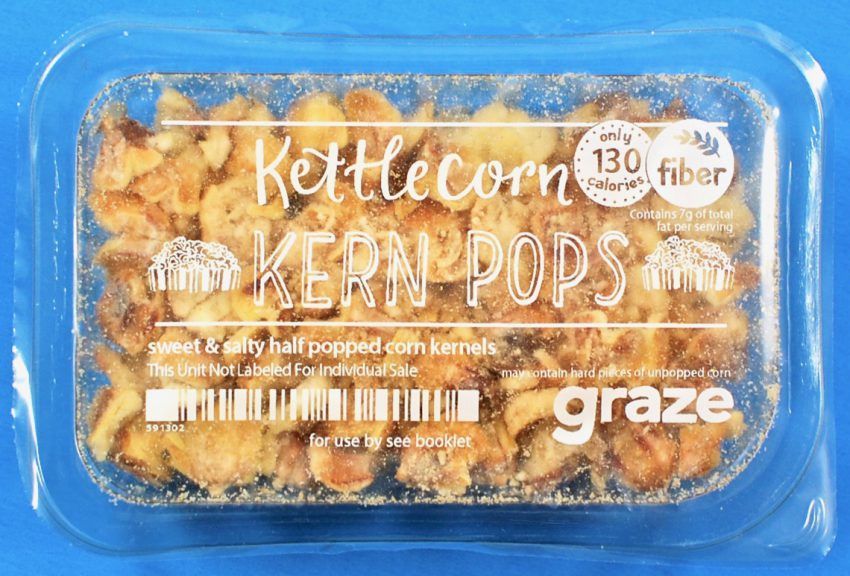 Kettlecorn
only
130
calories
fiber
Contains 7g of total
fat per serving
KERN POPS
sweet & salty half popped corn kernels
This Unit Not Labeled For Individual Sale
may contain hard pieces of unpopped corn
graze
591302
for use by see booklet